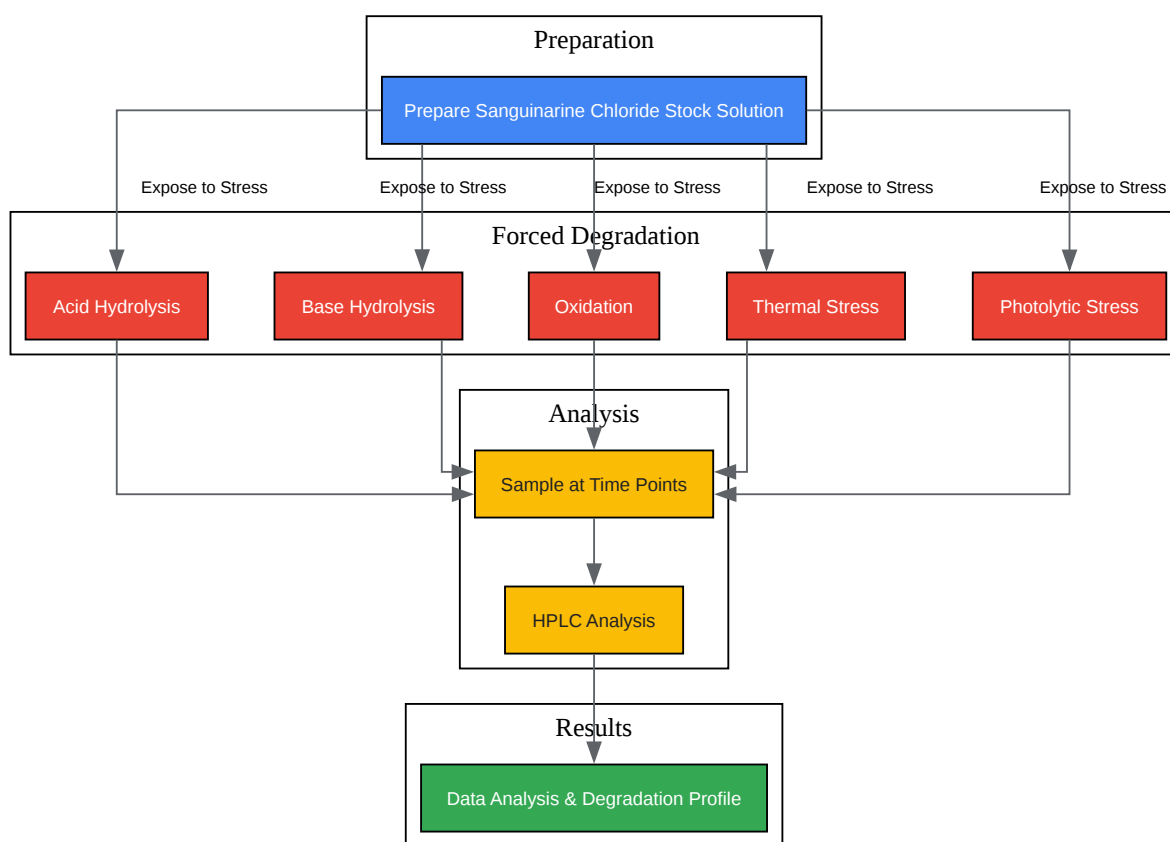 Preparation
Prepare Sanguinarine Chloride Stock Solution
Expose to Stress
Expose to Stress
Expose to Stress
Expose to Stress
Expose to Stress
Forced Degradation
Acid Hydrolysis
Base Hydrolysis
Oxidation
Thermal Stress
Photolytic Stress
Analysis
Sample at Time Points
HPLC Analysis
Results
Data Analysis & Degradation Profile